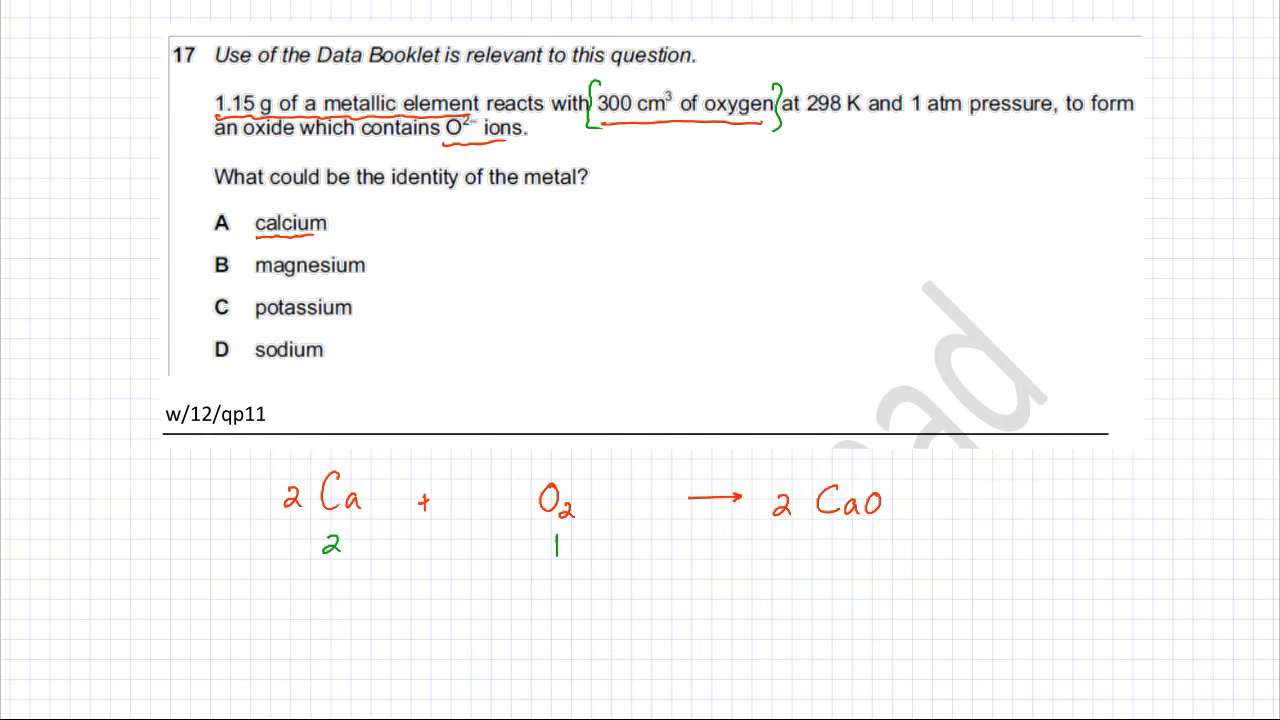 17 Use of the Data Booklet is relevant to this question.
1.15 g of a metallic element reacts with 300 cm³ of oxygen at 298 K and 1 atm pressure, to form
an oxide which contains O²⁻ ions.
What could be the identity of the metal?
A calcium
B magnesium
C potassium
D sodium
w/12/qp11
2 Ca + O₂ → 2 CaO
2 1